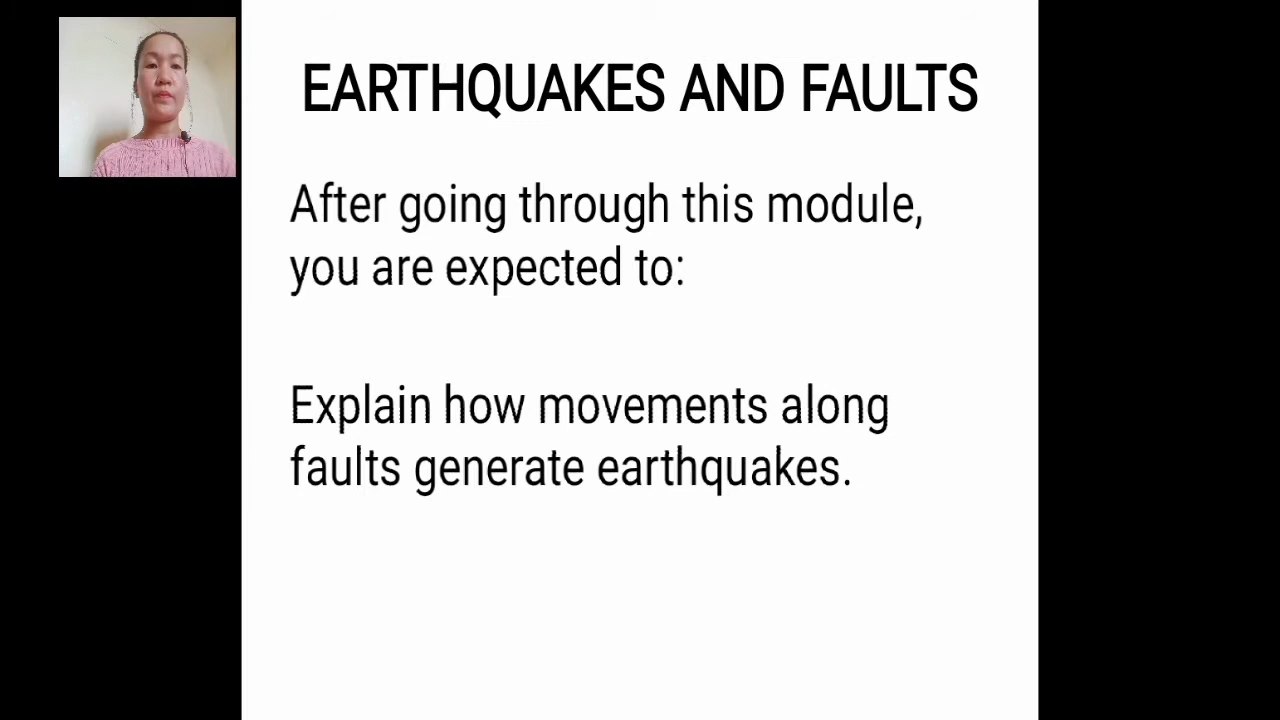 EARTHQUAKES AND FAULTS
After going through this module,
you are expected to:
Explain how movements along
faults generate earthquakes.